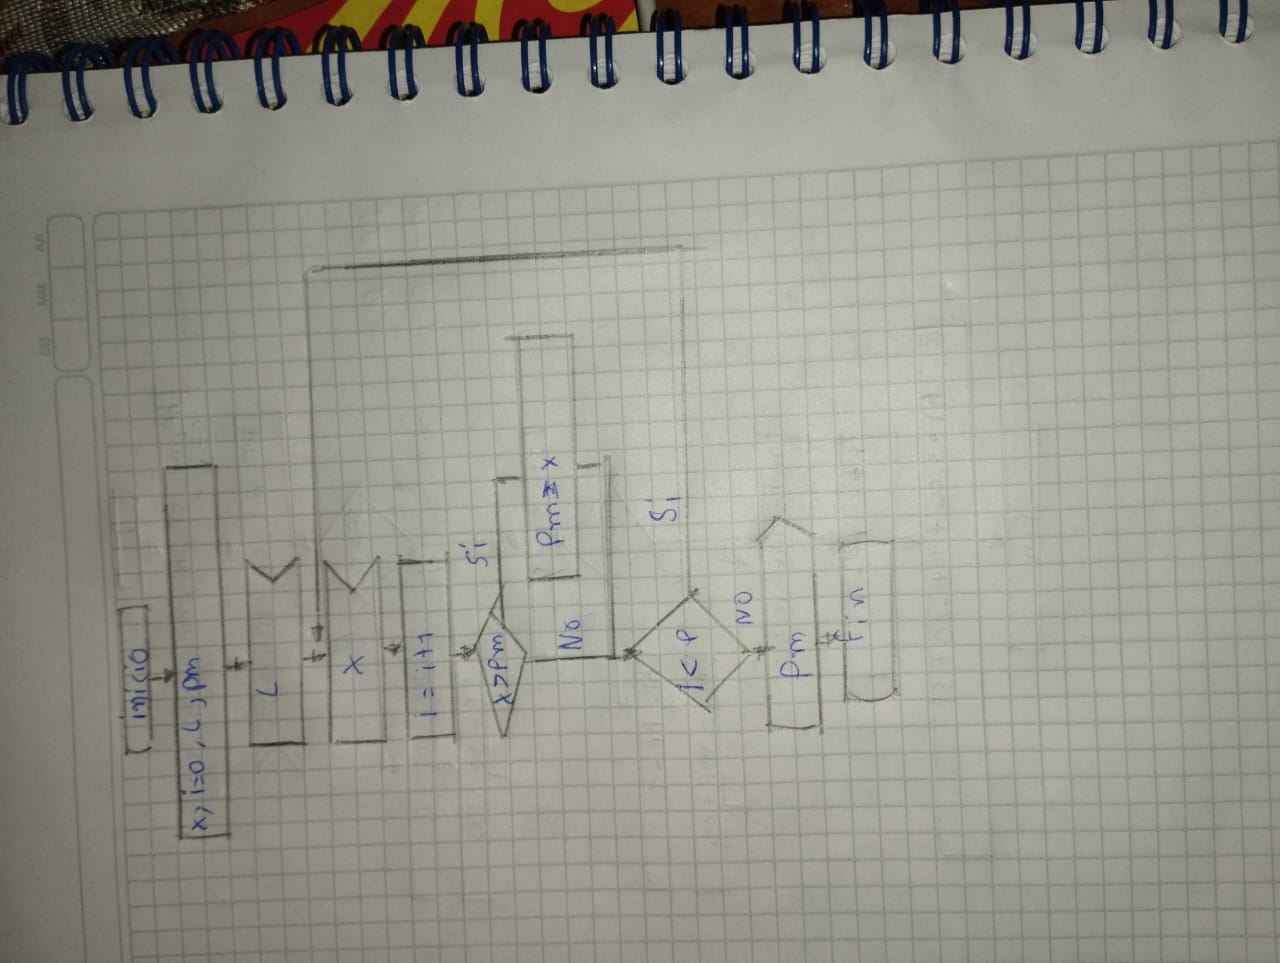 inicio
x, i=0, L, pm
L
x
i = i+1
x>pm
Si
No
pm = x
i< P
Si
NO
pm
fin